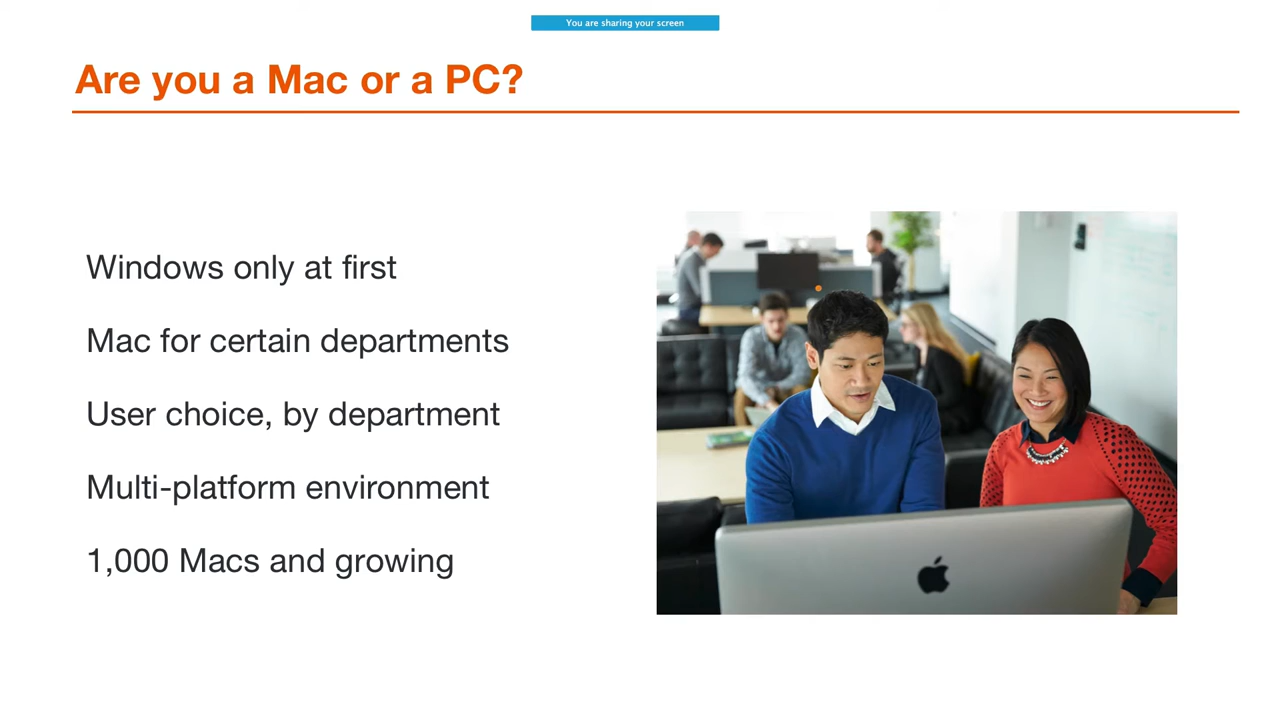 You are sharing your screen
Are you a Mac or a PC?
Windows only at first
Mac for certain departments
User choice, by department
Multi-platform environment
1,000 Macs and growing